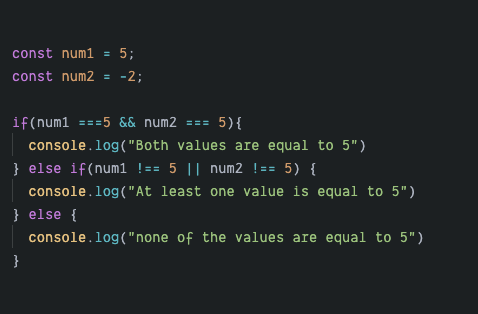 const num1 = 5;
const num2 = -2;
if(num1 ===5 && num2 === 5){
console.log("Both values are equal to 5")
} else if(num1 !== 5 || num2 !== 5) {
console.log("At least one value is equal to 5")
} else {
console.log("none of the values are equal to 5")
}